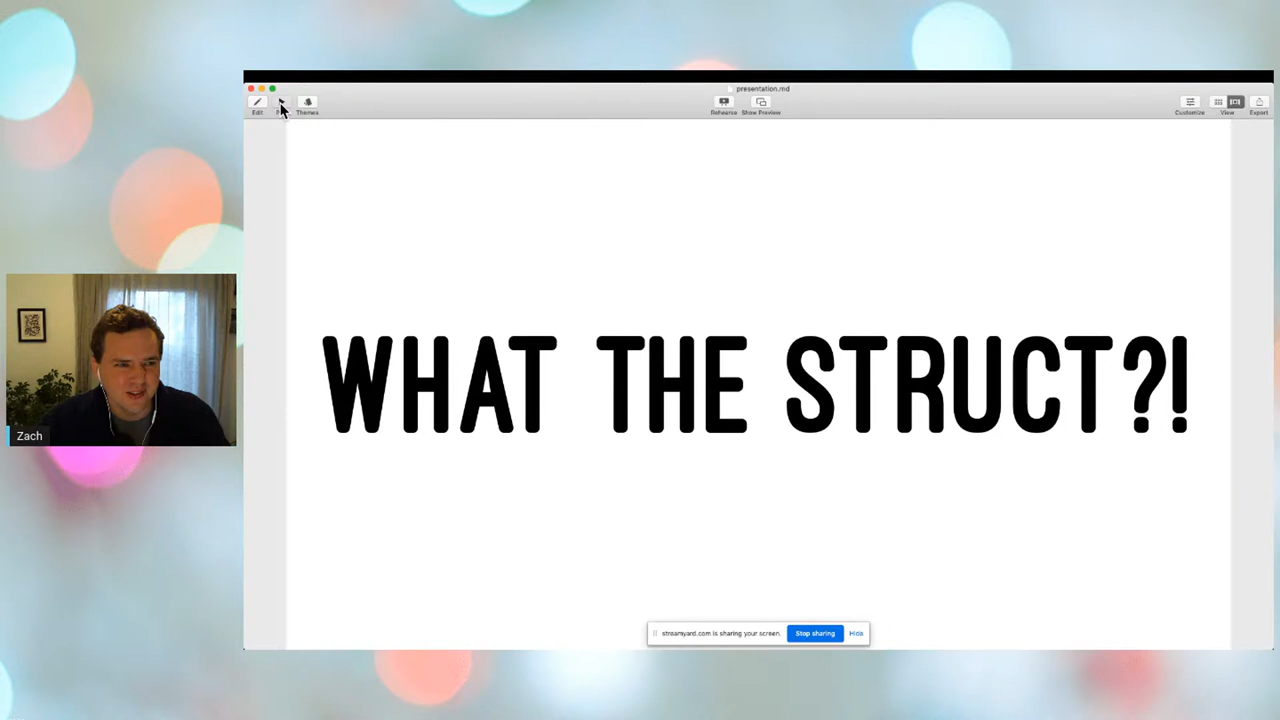 presentation.md
Edit
Themes
Rehearse
Show Preview
Customize
View
Export
WHAT THE STRUCT?!
Zach
streamyard.com is sharing your screen.
Stop sharing
Hide